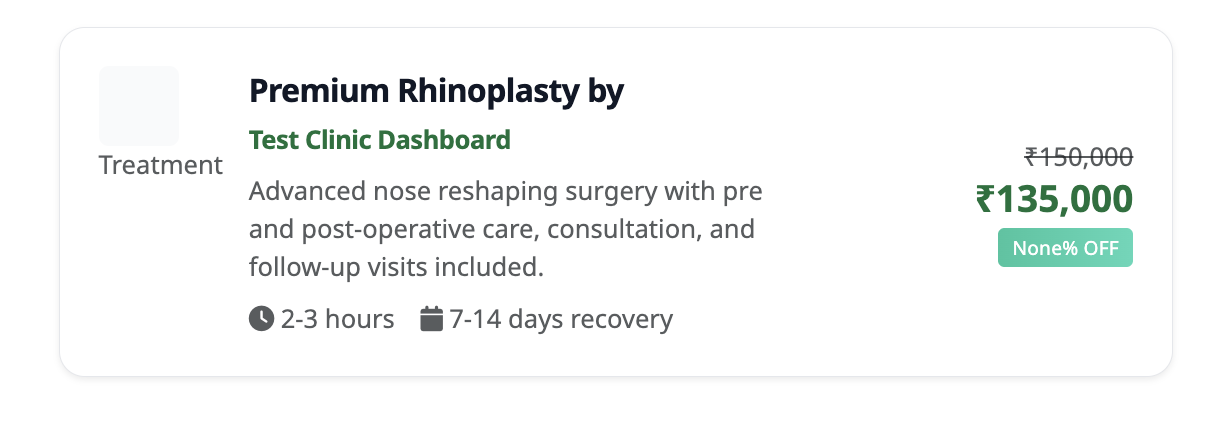 Treatment
Premium Rhinoplasty by
Test Clinic Dashboard
Advanced nose reshaping surgery with pre
and post-operative care, consultation, and
follow-up visits included.
2-3 hours 7-14 days recovery
₹150,000
₹135,000
None% OFF